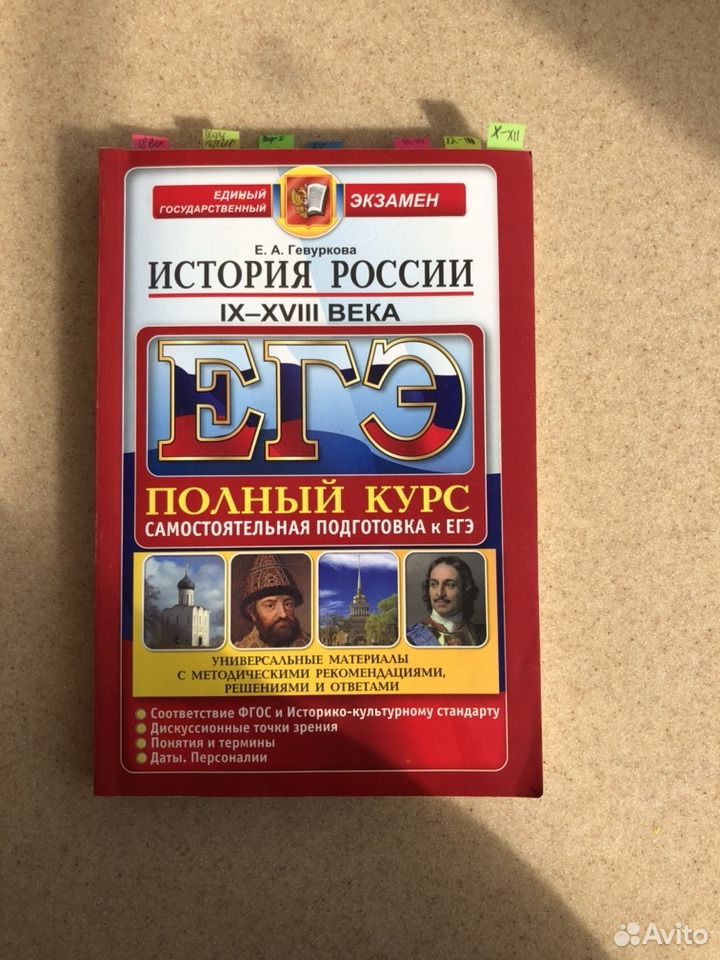 X-XII
ЕДИНЫЙ
ГОСУДАРСТВЕННЫЙ
ЭКЗАМЕН
Е. А. Гевуркова
ИСТОРИЯ РОССИИ
IX–XVIII ВЕКА
ЕГЭ
ПОЛНЫЙ КУРС
САМОСТОЯТЕЛЬНАЯ ПОДГОТОВКА к ЕГЭ
УНИВЕРСАЛЬНЫЕ МАТЕРИАЛЫ
С МЕТОДИЧЕСКИМИ РЕКОМЕНДАЦИЯМИ,
РЕШЕНИЯМИ И ОТВЕТАМИ
Соответствие ФГОС и Историко-культурному стандарту
Дискуссионные точки зрения
Понятия и термины
Даты. Персоналии
Avito